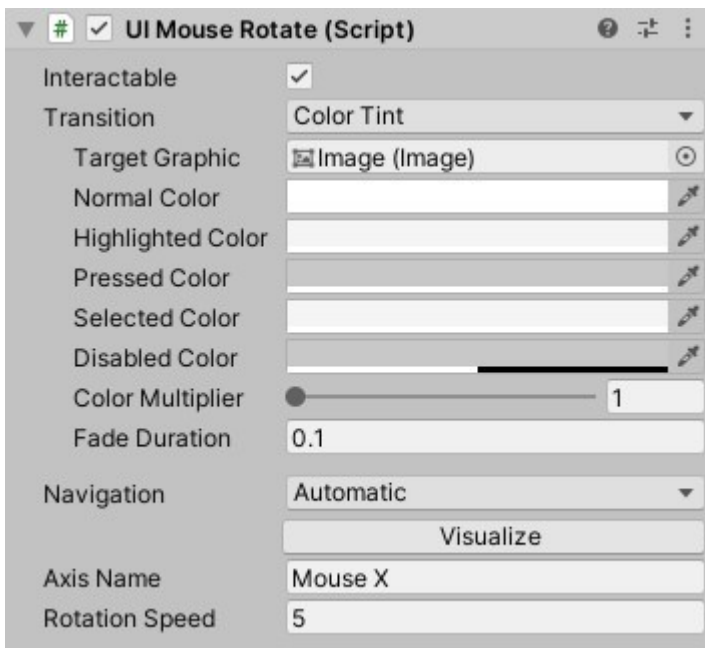 # UI Mouse Rotate (Script)
Interactable
Transition Color Tint
Target Graphic Image (Image)
Normal Color
Highlighted Color
Pressed Color
Selected Color
Disabled Color
Color Multiplier 1
Fade Duration 0.1
Navigation Automatic
Visualize
Axis Name Mouse X
Rotation Speed 5